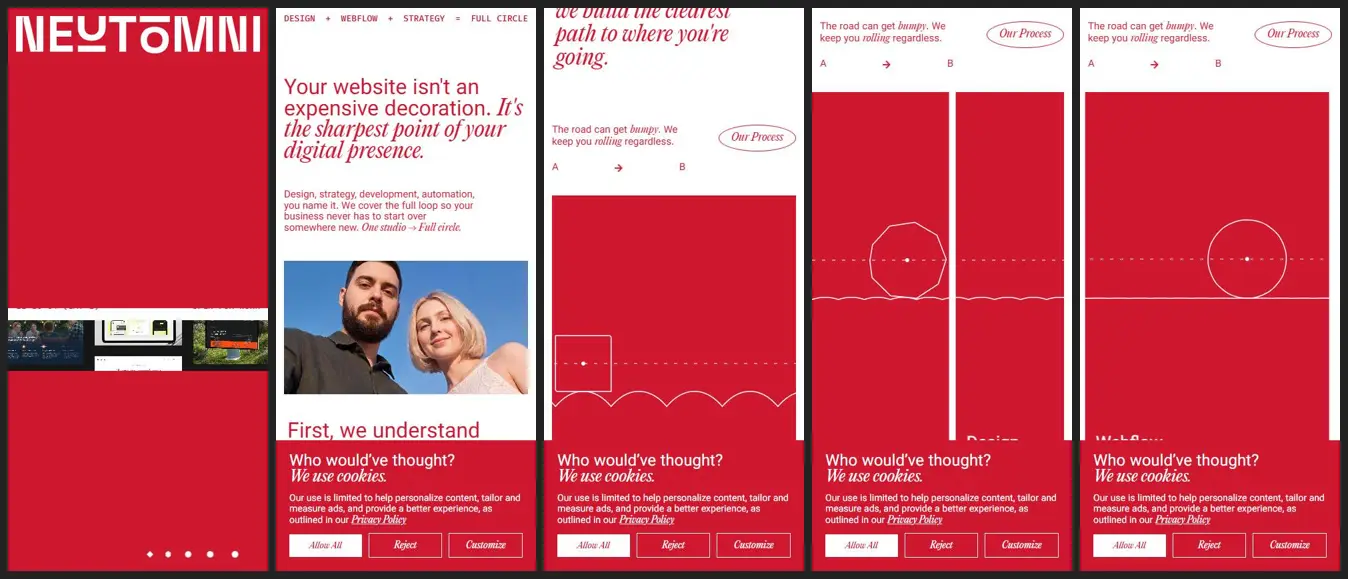 NEUTOMNI
DESIGN + WEBFLOW + STRATEGY = FULL CIRCLE
Your website isn't an
expensive decoration. It's
the sharpest point of your
digital presence.
Design, strategy, development, automation,
you name it. We cover the full loop so your
business never has to start over
somewhere new. One studio → Full circle.
First, we understand
Who would've thought?
We use cookies.
Our use is limited to help personalize content, tailor and
measure ads, and provide a better experience, as
outlined in our Privacy Policy
Allow All
Reject
Customize
we build the clearest
path to where you're
going.
The road can get bumpy. We
keep you rolling regardless.
Our Process
A → B
Who would've thought?
We use cookies.
Our use is limited to help personalize content, tailor and
measure ads, and provide a better experience, as
outlined in our Privacy Policy
Allow All
Reject
Customize
The road can get bumpy. We
keep you rolling regardless.
Our Process
A → B
Design
Who would've thought?
We use cookies.
Our use is limited to help personalize content, tailor and
measure ads, and provide a better experience, as
outlined in our Privacy Policy
Allow All
Reject
Customize
The road can get bumpy. We
keep you rolling regardless.
Our Process
A → B
Webflow
Who would've thought?
We use cookies.
Our use is limited to help personalize content, tailor and
measure ads, and provide a better experience, as
outlined in our Privacy Policy
Allow All
Reject
Customize